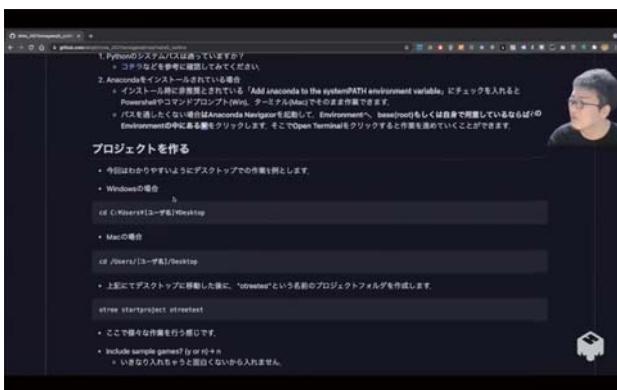 1. Pythonのシステムパスは通っていますか？
コチラなどを参考に確認してみてください.
2. Anacondaをインストールされている場合
インストール時に非推奨とされている「Add anaconda to the systemPATH environment variable」にチェックを入れると
Powershellやコマンドプロンプト(Win), ターミナル(Mac)でそのまま作業できます.
パスを通したくない場合はAnaconda Navigatorを起動して, Environmentへ, base(root)もしくは自身で用意しているならば
Environmentの中にある をクリックします. そこでOpen Terminalをクリックすると作業を進めていくことができます.
プロジェクトを作る
今回はわかりやすいようにデスクトップでの作業を例とします.
Windowsの場合
cd C:¥Users¥[ユーザ名]¥Desktop
Macの場合
cd /Users/[ユーザ名]/Desktop
上記にてデスクトップに移動した後に, "otreetest"という名前のプロジェクトフォルダを作成します.
otree startproject otreetest
ここで様々な作業を行う感じです.
Include sample games? (y or n)→ n
いきなり入れちゃうと面白くないから入れません.